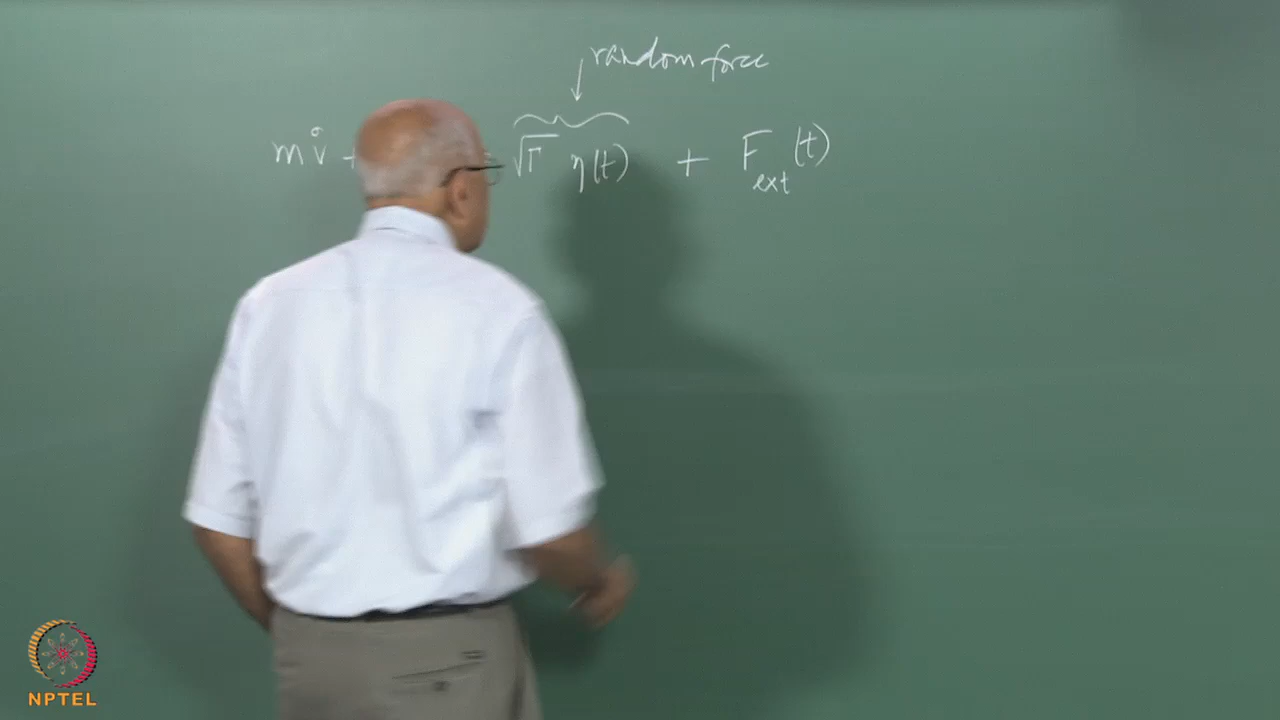 random force
m v̇ + √Γ η(t) + F_ext (t)
NPTEL